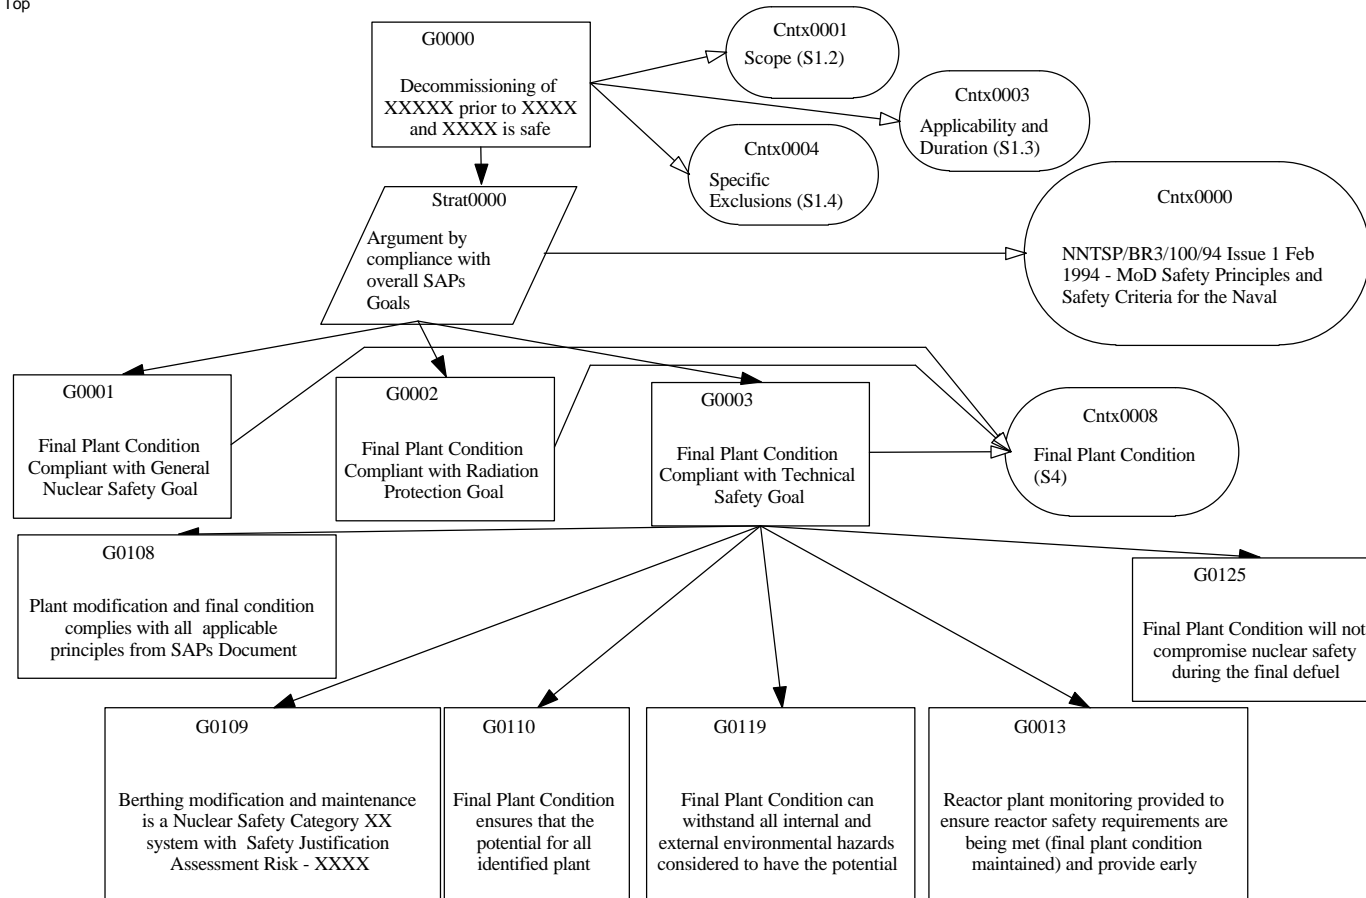 Top
G0000
Decommissioning of
XXXXX prior to XXXX
and XXXX is safe
Cntx0001
Scope (S1.2)
Cntx0003
Applicability and
Duration (S1.3)
Cntx0004
Specific
Exclusions (S1.4)
Strat0000
Argument by
compliance with
overall SAPs
Goals
Cntx0000
NNTSP/BR3/100/94 Issue 1 Feb
1994 - MoD Safety Principles and
Safety Criteria for the Naval
G0001
Final Plant Condition
Compliant with General
Nuclear Safety Goal
G0002
Final Plant Condition
Compliant with Radiation
Protection Goal
G0003
Final Plant Condition
Compliant with Technical
Safety Goal
Cntx0008
Final Plant Condition
(S4)
G0108
Plant modification and final condition
complies with all applicable
principles from SAPs Document
G0125
Final Plant Condition will not
compromise nuclear safety
during the final defuel
G0109
Berthing modification and maintenance
is a Nuclear Safety Category XX
system with Safety Justification
Assessment Risk - XXXX
G0110
Final Plant Condition
ensures that the
potential for all
identified plant
G0119
Final Plant Condition can
withstand all internal and
external environmental hazards
considered to have the potential
G0013
Reactor plant monitoring provided to
ensure reactor safety requirements are
being met (final plant condition
maintained) and provide early